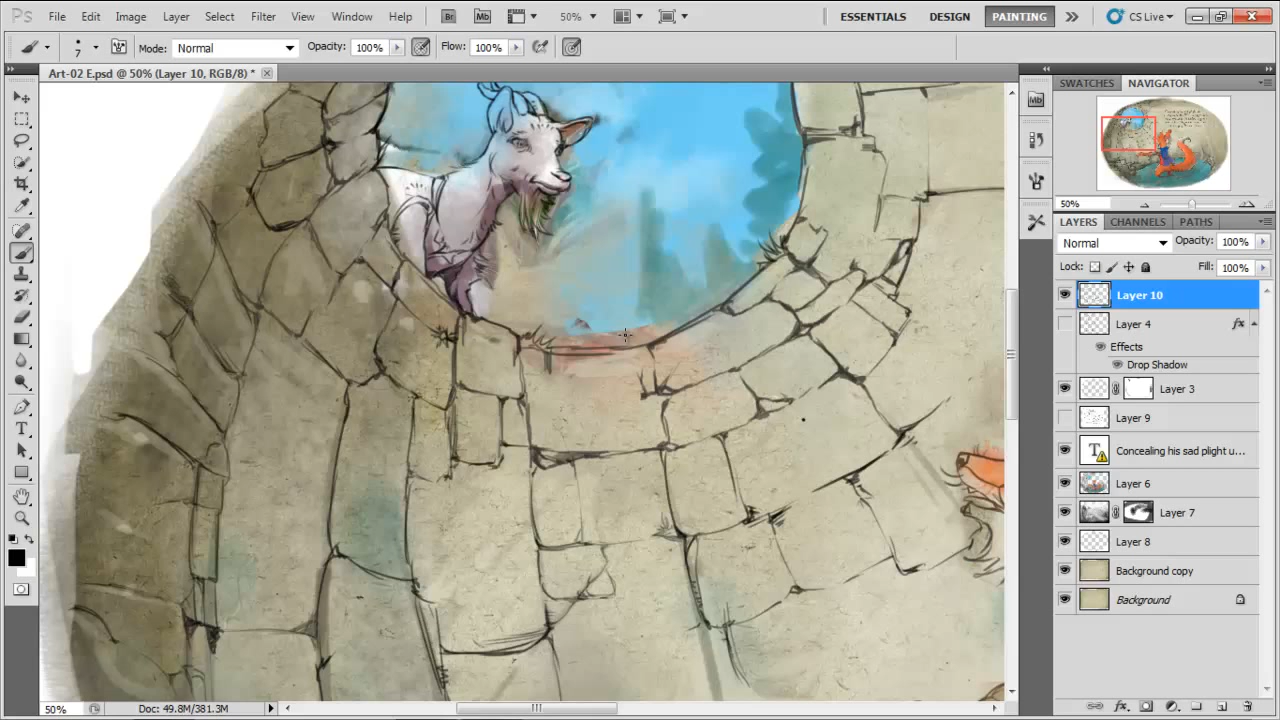 Ps File Edit Image Layer Select Filter View Window Help Br Mb 50% ESSENTIALS DESIGN PAINTING CS Live
7 Mode: Normal Opacity: 100% Flow: 100%
Art-02 E.psd @ 50% (Layer 10, RGB/8) *
SWATCHES NAVIGATOR
Mb
50%
LAYERS CHANNELS PATHS
Normal Opacity: 100%
Lock: Fill: 100%
Layer 10
Layer 4 fx
Effects
Drop Shadow
Layer 3
Layer 9
T Concealing his sad plight u...
Layer 6
Layer 7
Layer 8
Background copy
Background
T
50% Doc: 49.8M/381.3M
fx